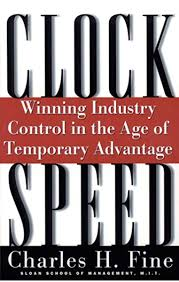 CLOCK
Winning Industry
Control in the Age of
Temporary Advantage
SPEED
Charles H. Fine
SLOAN SCHOOL OF MANAGEMENT, M.I.T.